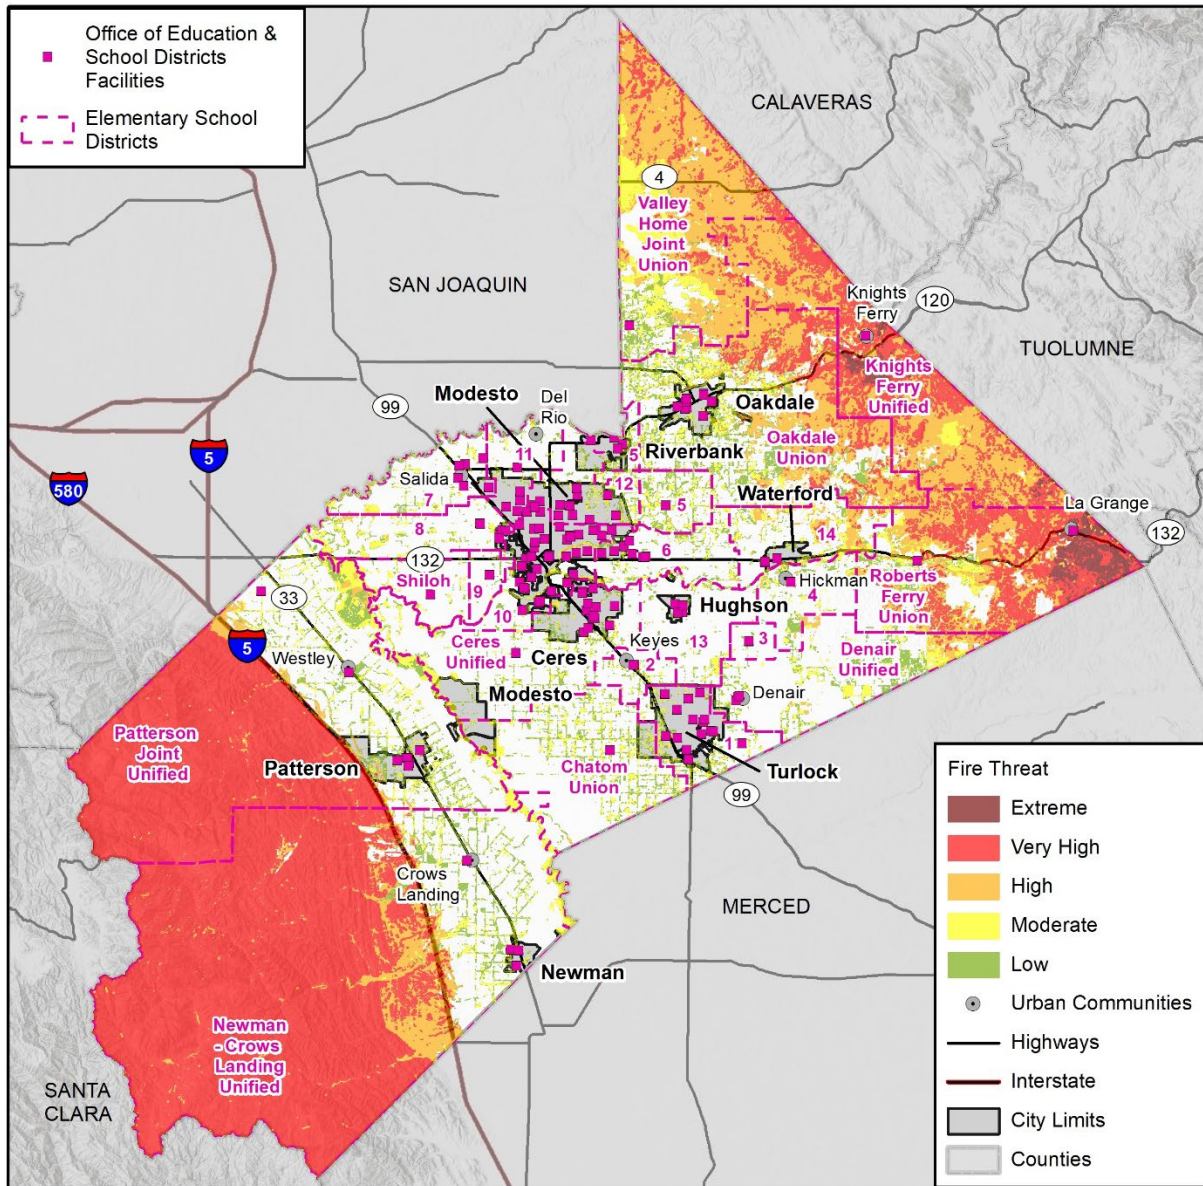 Office of Education &
School Districts
Facilities
Elementary School
Districts
CALAVERAS
4
Valley
Home
Joint
Union
SAN JOAQUIN
Knights
Ferry
120
TUOLUMNE
Knights
Ferry
Unified
99
Modesto
Del
Rio
Oakdale
Oakdale
Union
5
Riverbank
5
11
Salida
7
12
5
Waterford
La Grange
580
8
14
132
132
6
Shiloh
9
Hickman
4
Roberts
Ferry
Union
33
10
Hughson
5
Ceres
Unified
Keyes
13
3
Denair
Unified
Westley
Ceres
2
Modesto
Denair
Patterson
Joint
Unified
Patterson
Chatom
Union
1
Turlock
99
Crows
Landing
MERCED
Newman
Newman
- Crows
Landing
Unified
SANTA
CLARA
Fire Threat
Extreme
Very High
High
Moderate
Low
Urban Communities
Highways
Interstate
City Limits
Counties